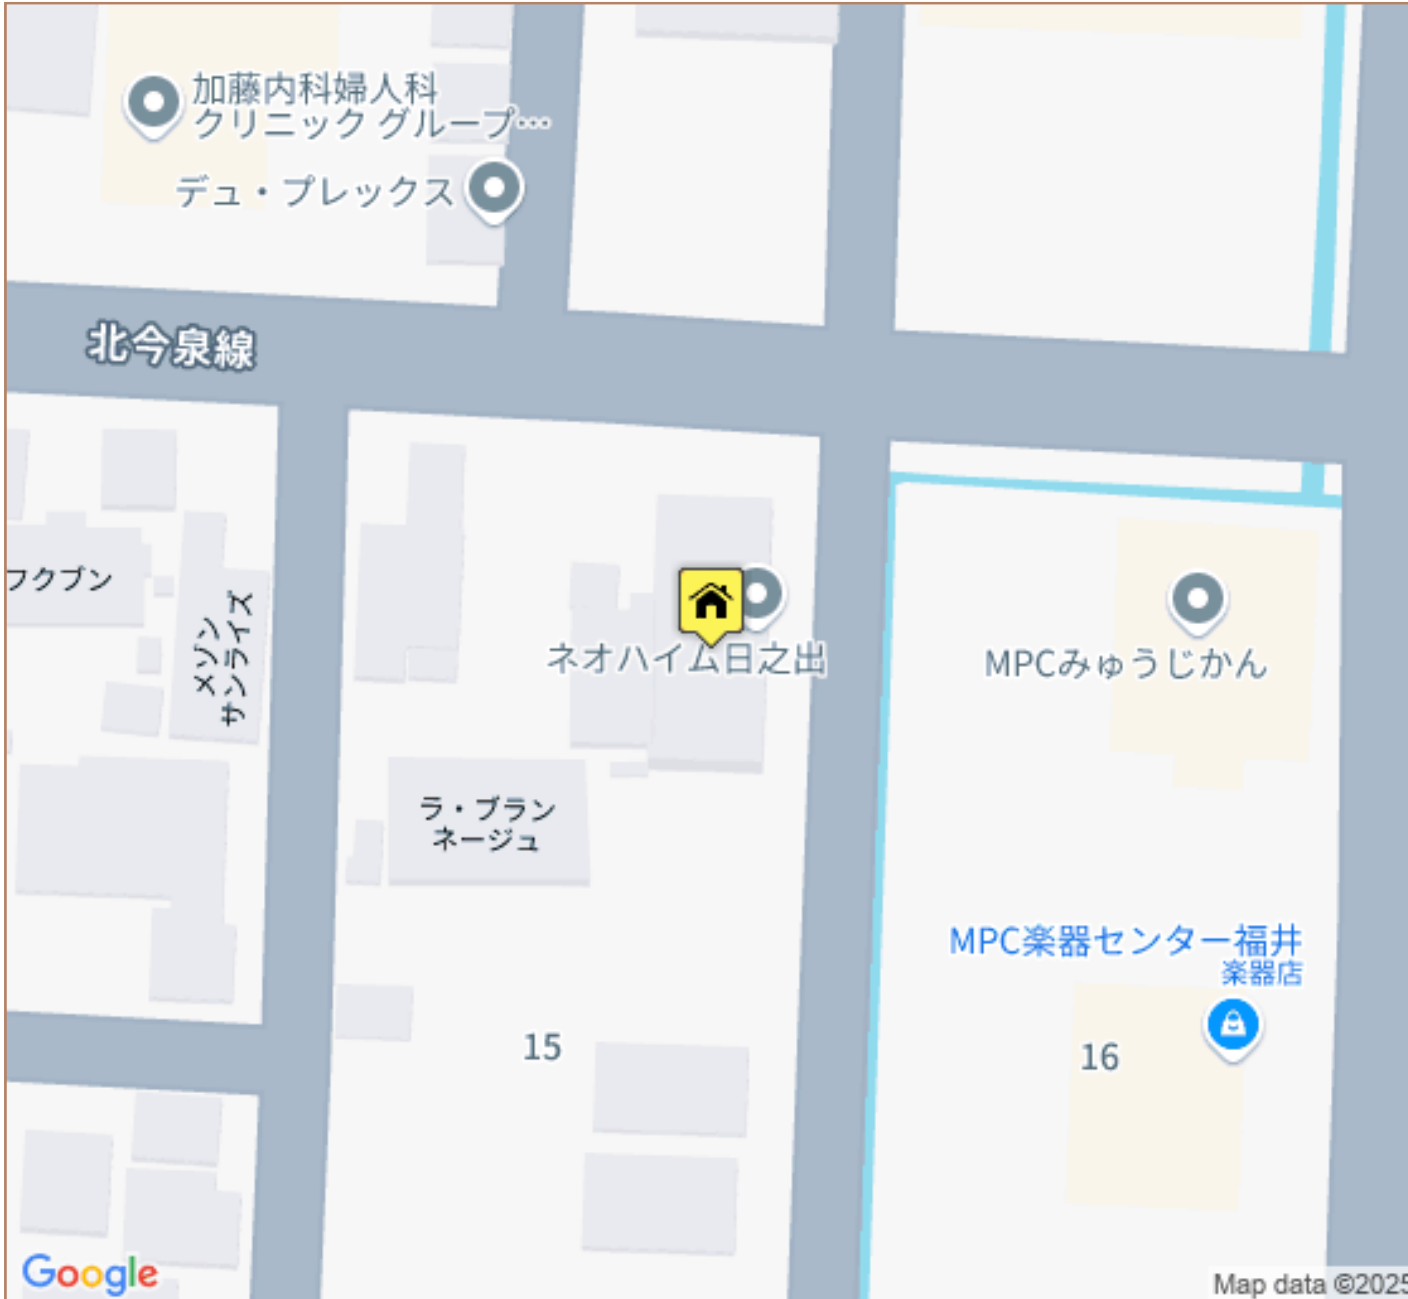 加藤内科婦人科
クリニック グループ…
デュ・プレックス
北今泉線
フクブン
メゾン
サンライズ
ネオハイム日之出
MPCみゅうじかん
ラ・ブラン
ネージュ
MPC楽器センター福井
楽器店
15
16
Google
Map data ©2025